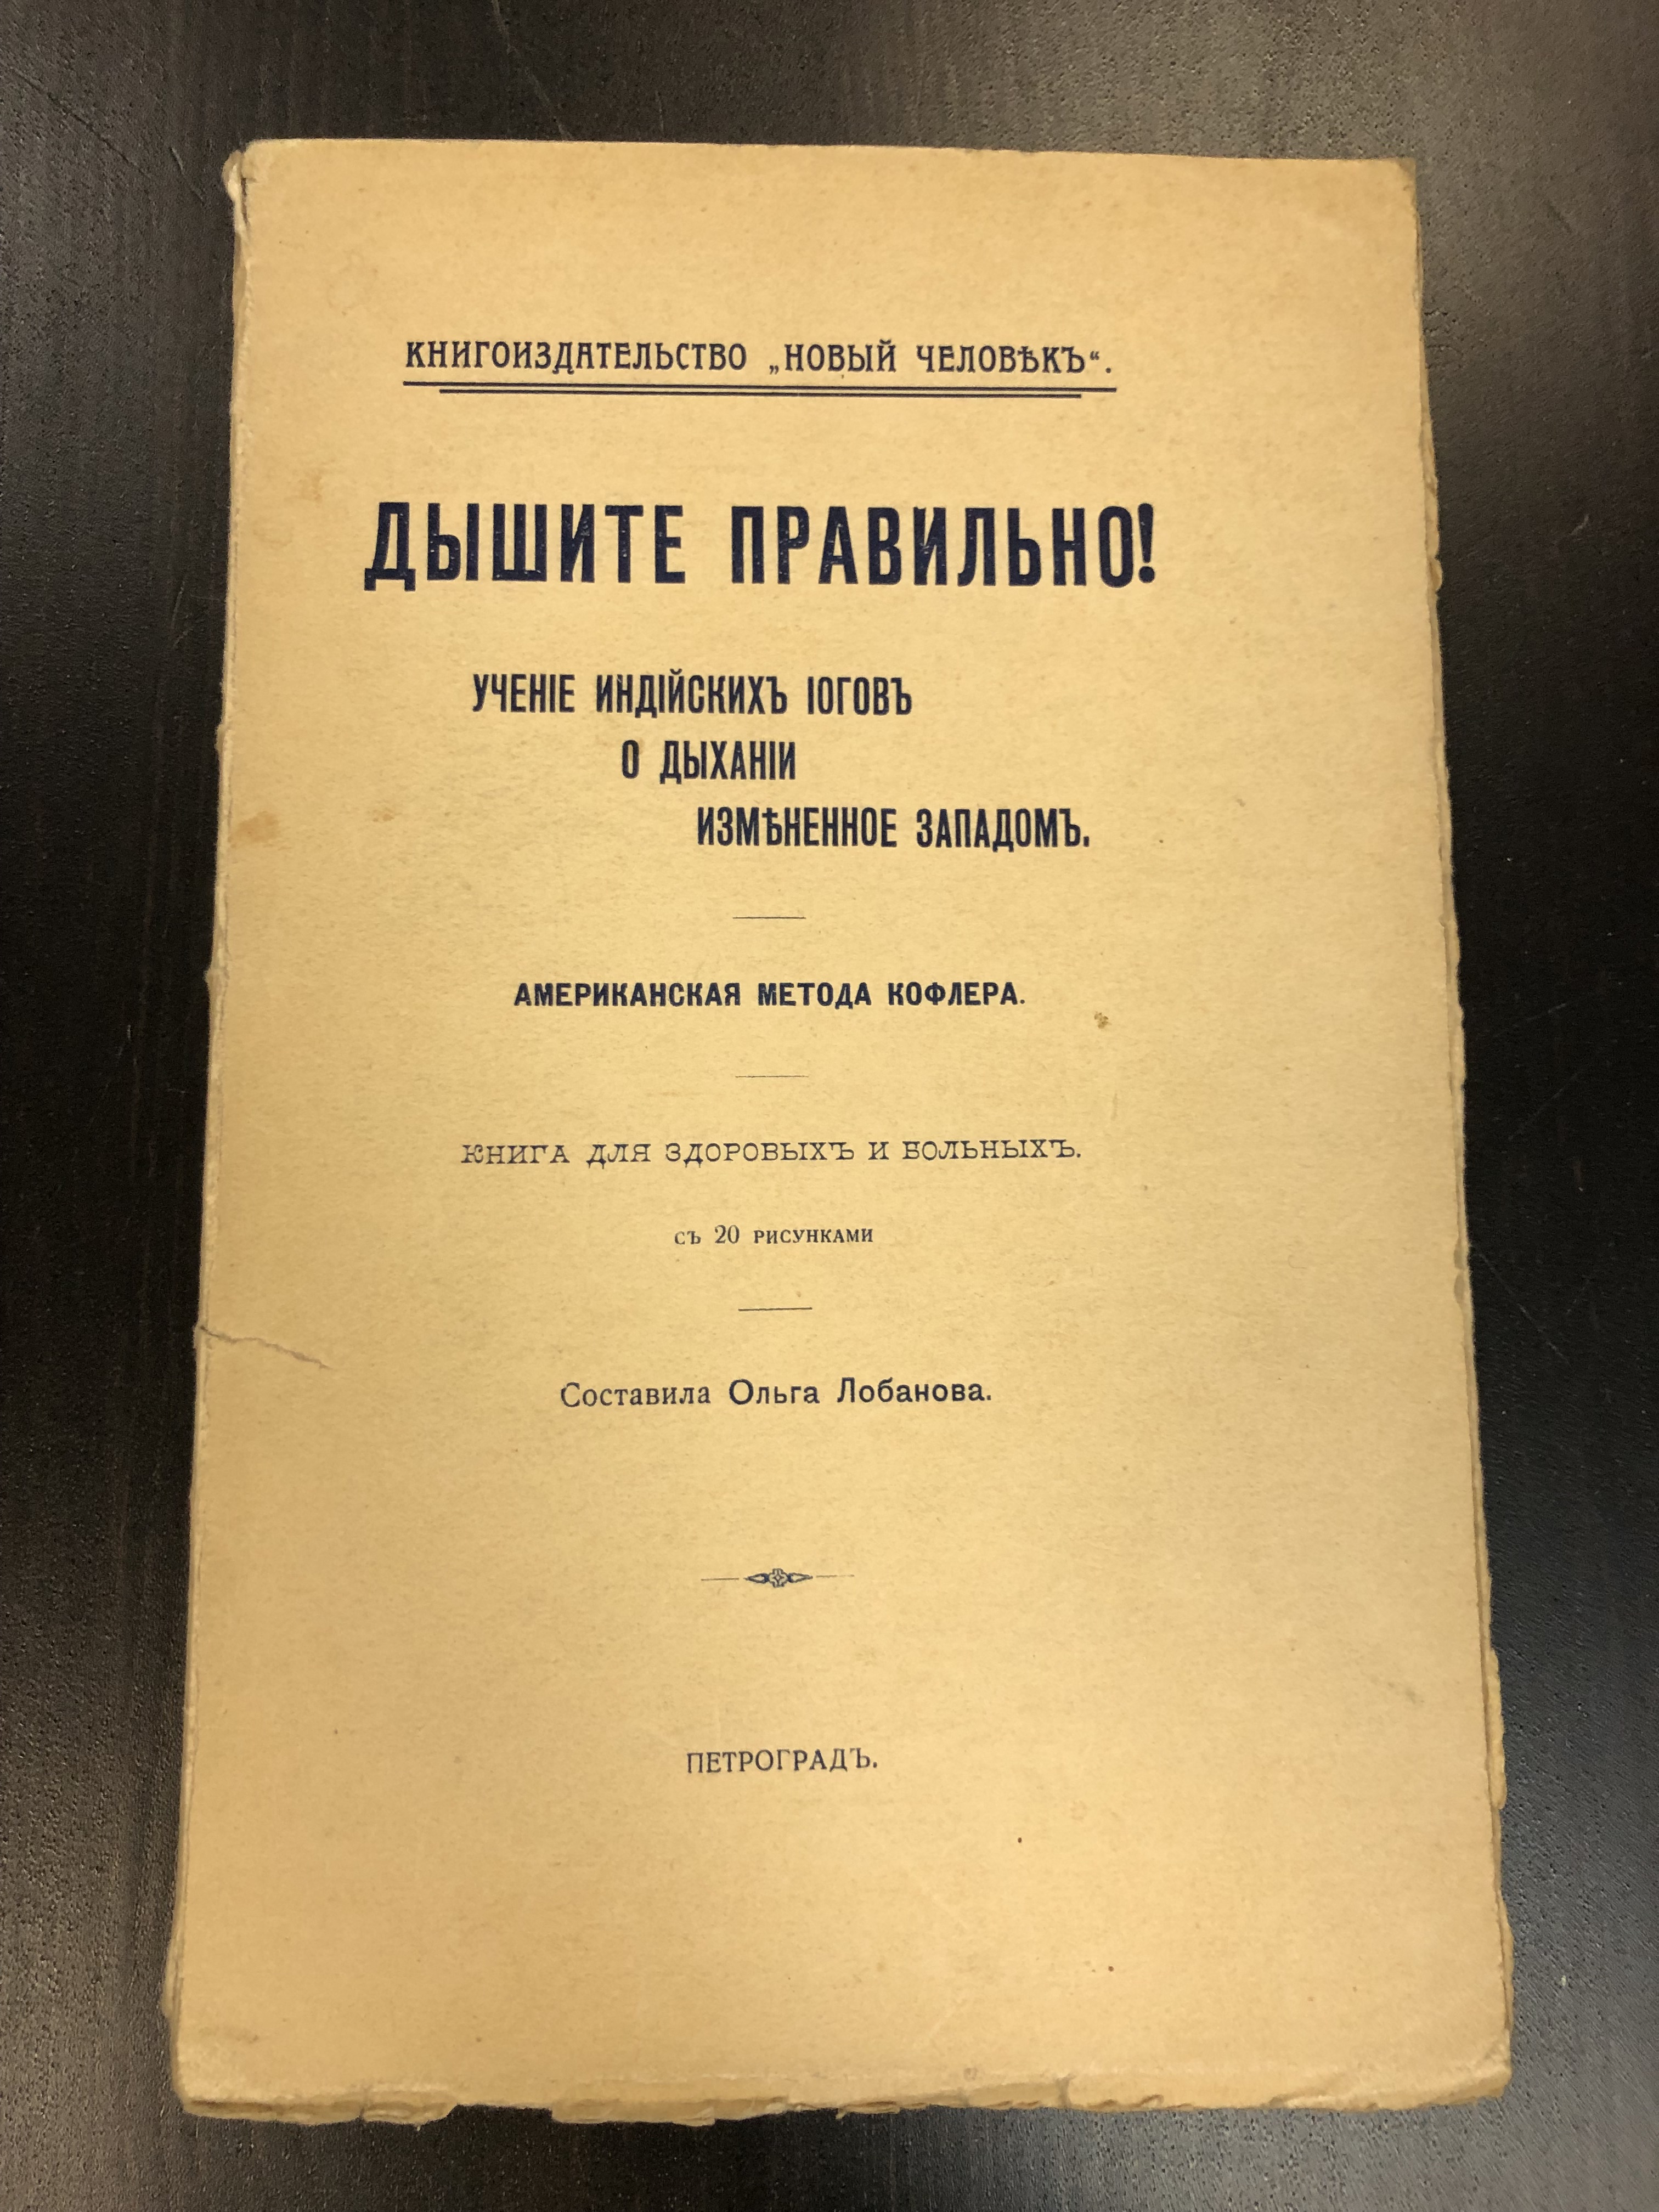 КНИГОИЗДАТЕЛЬСТВО „НОВЫЙ ЧЕЛОВѢКЪ“.
ДЫШИТЕ ПРАВИЛЬНО!
УЧЕНІЕ ИНДІЙСКИХЪ ІОГОВЪ
О ДЫХАНІИ
ИЗМѢНЕННОЕ ЗАПАДОМЪ.
АМЕРИКАНСКАЯ МЕТОДА КОФЛЕРА.
КНИГА ДЛЯ ЗДОРОВЫХЪ И БОЛЬНЫХЪ.
СЪ 20 РИСУНКАМИ
Составила Ольга Лобанова.
ПЕТРОГРАДЪ.